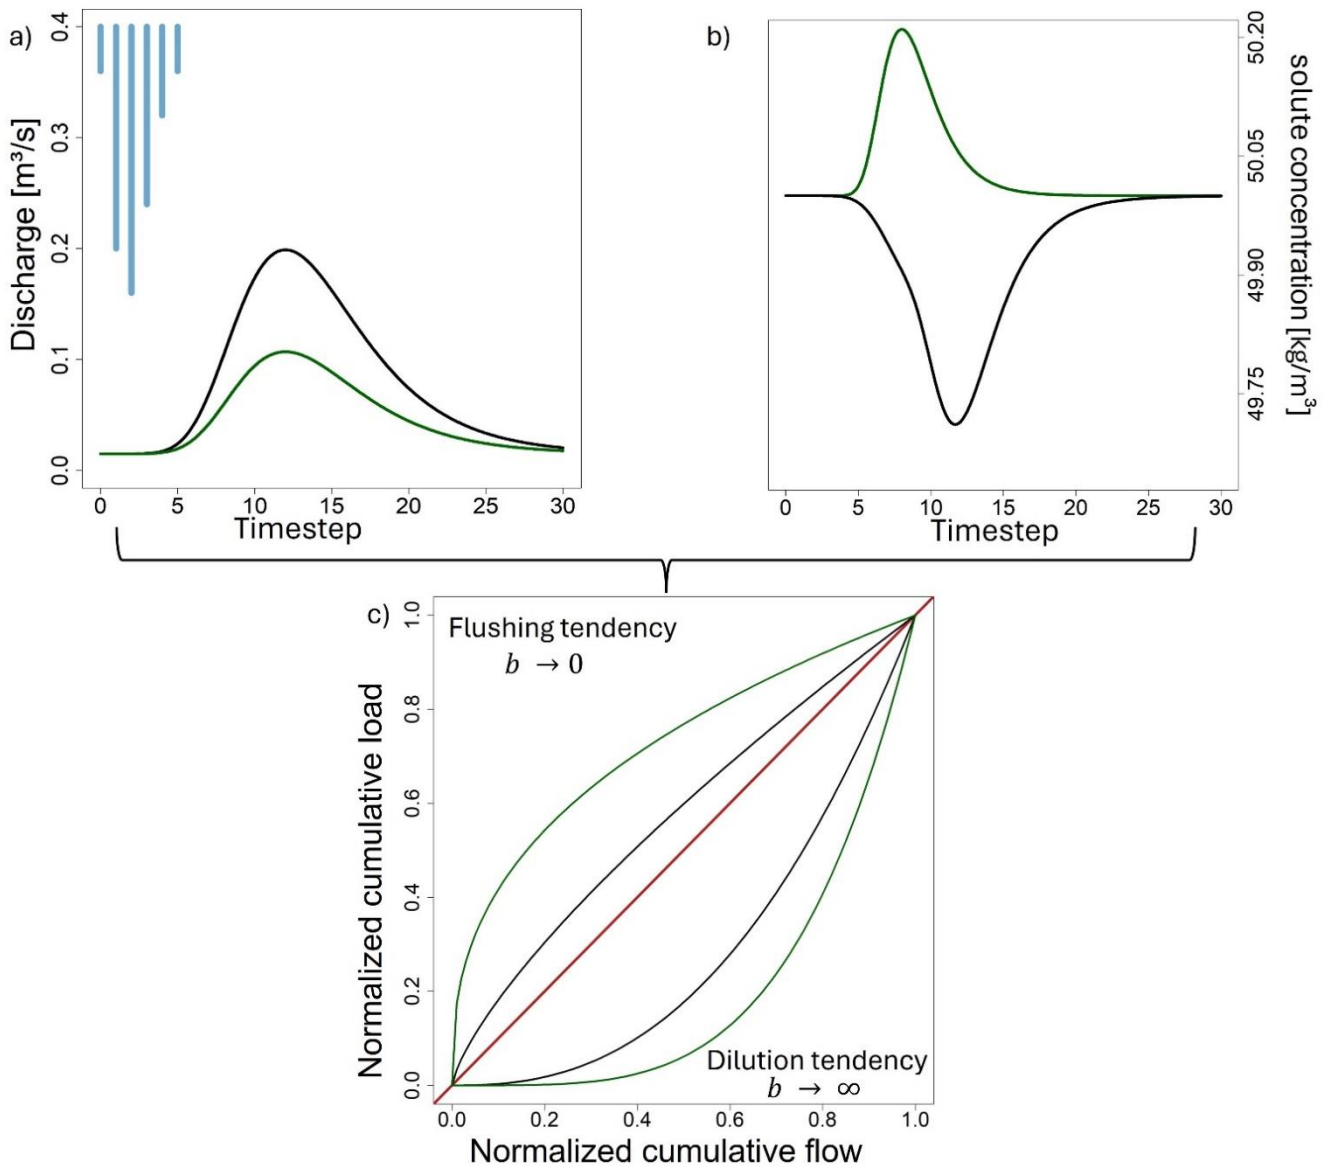 a)
Discharge [m³/s]
0.4
0.3
0.2
0.1
0.0
0 5 10 15 20 25 30
Timestep
b)
solute concentration [kg/m³]
50.20
50.05
49.90
49.75
0 5 10 15 20 25 30
Timestep
c)
Flushing tendency
b → 0
Normalized cumulative load
1.0
0.8
0.6
0.4
0.2
0.0
Dilution tendency
b → ∞
0.0 0.2 0.4 0.6 0.8 1.0
Normalized cumulative flow